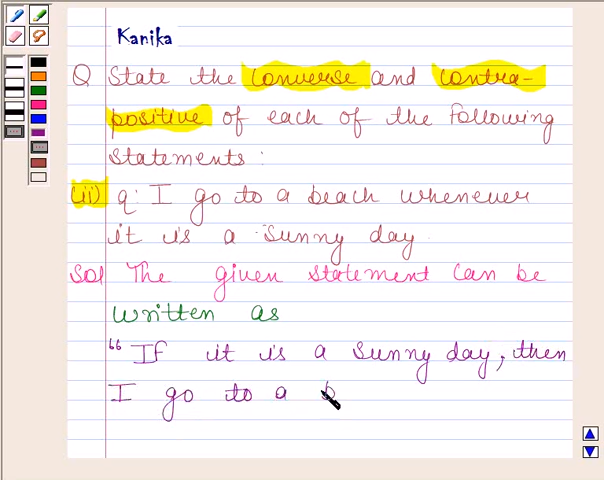 Kanika
Q State the converse and contra-
positive of each of the following
statements :
(ii) q: I go to a beach whenever
it is a sunny day.
Sol The given statement can be
written as
“ If it is a sunny day, then
I go to a b